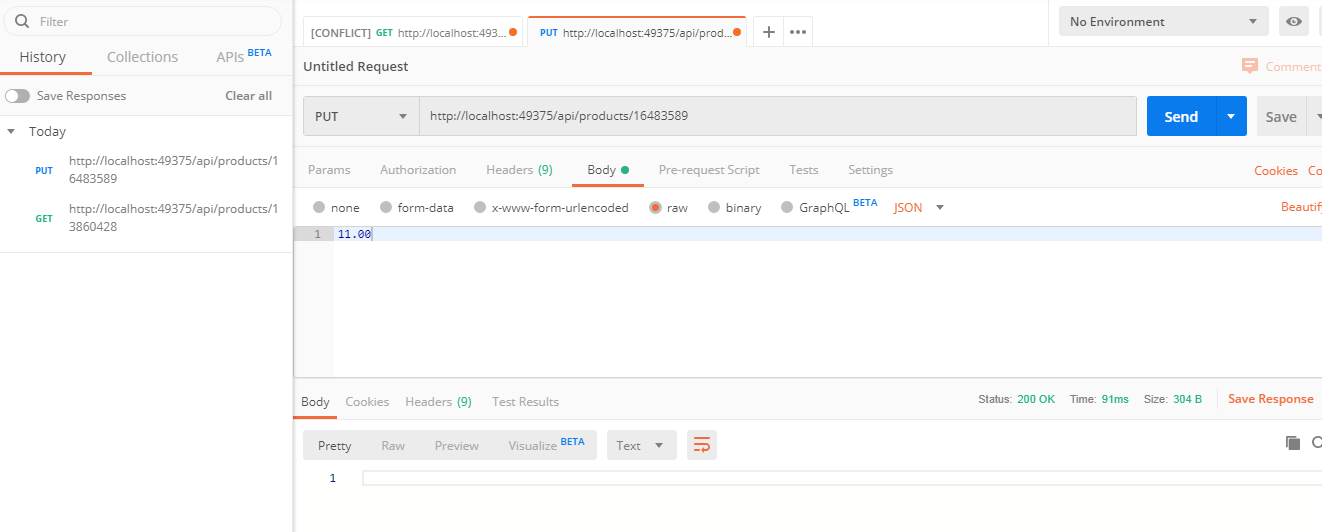 Filter
History Collections APIs BETA
Save Responses Clear all
Today
PUT http://localhost:49375/api/products/1
6483589
GET http://localhost:49375/api/products/1
3860428
[CONFLICT] GET http://localhost:493... PUT http://localhost:49375/api/prod... + ••• No Environment
Untitled Request Comment
PUT http://localhost:49375/api/products/16483589 Send Save
Params Authorization Headers (9) Body Pre-request Script Tests Settings Cookies Co
none form-data x-www-form-urlencoded raw binary GraphQL BETA JSON Beautify
1 11.00
Body Cookies Headers (9) Test Results Status: 200 OK Time: 91ms Size: 304 B Save Response
Pretty Raw Preview Visualize BETA Text
1